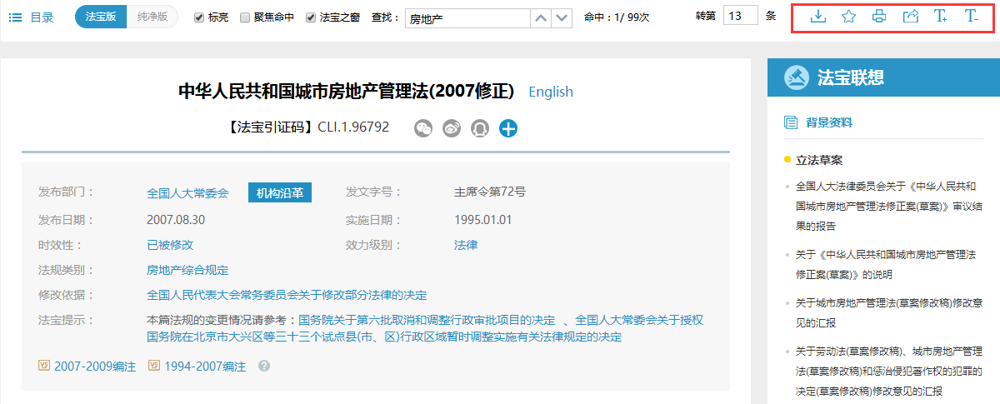 目录 法宝版 纯净版 标亮 聚焦命中 法宝之窗 查找： 房地产 命中：1/ 99次 转第 13 条 T+ T-
中华人民共和国城市房地产管理法(2007修正) English
【法宝引证码】CLI.1.96792
发布部门： 全国人大常委会 机构沿革 发文字号： 主席令第72号
发布日期： 2007.08.30 实施日期： 1995.01.01
时效性： 已被修改 效力级别： 法律
法规类别： 房地产综合规定
修改依据： 全国人民代表大会常务委员会关于修改部分法律的决定
法宝提示： 本篇法规的变更情况请参考：国务院关于第六批取消和调整行政审批项目的决定 、全国人大常委会关于授权
国务院在北京市大兴区等三十三个试点县(市、区)行政区域暂时调整实施有关法律规定的决定
VS 2007-2009编注 VS 1994-2007编注 ?
法宝联想
背景资料
立法草案
全国人大法律委员会关于《中华人民共和
国城市房地产管理法修正案(草案)》审议结
果的报告
关于《中华人民共和国城市房地产管理法
修正案(草案)》的说明
关于城市房地产管理法(草案修改稿)修改意
见的汇报
关于劳动法(草案修改稿)、城市房地产管理
法(草案修改稿)和惩治侵犯著作权的犯罪的
决定(草案修改稿)修改意见的汇报